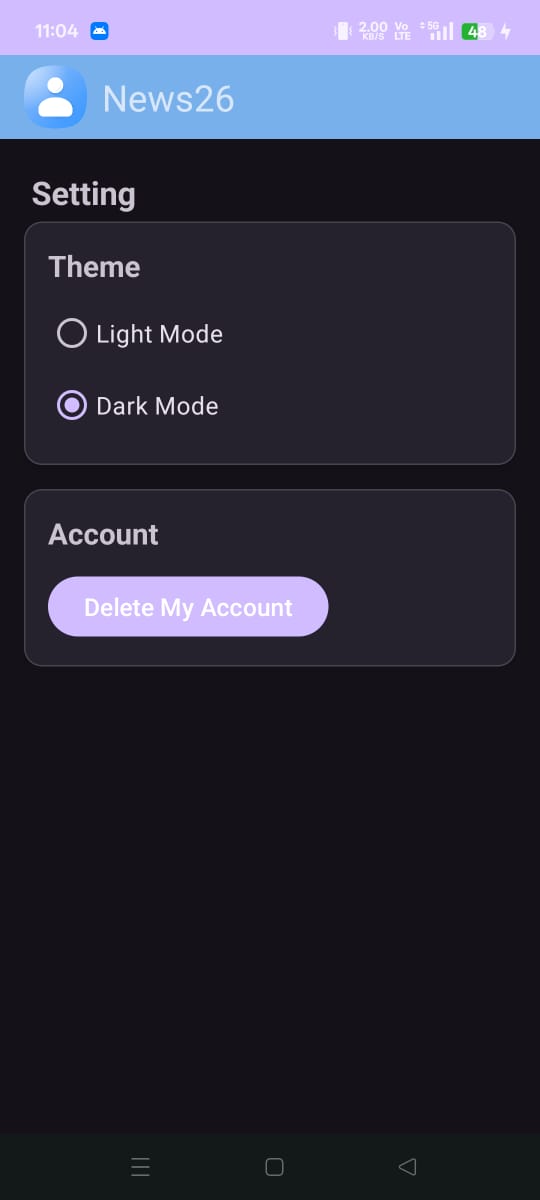 11:04 2.00 KB/S Vo LTE 5G 48
News26
Setting
Theme
Light Mode
Dark Mode
Account
Delete My Account